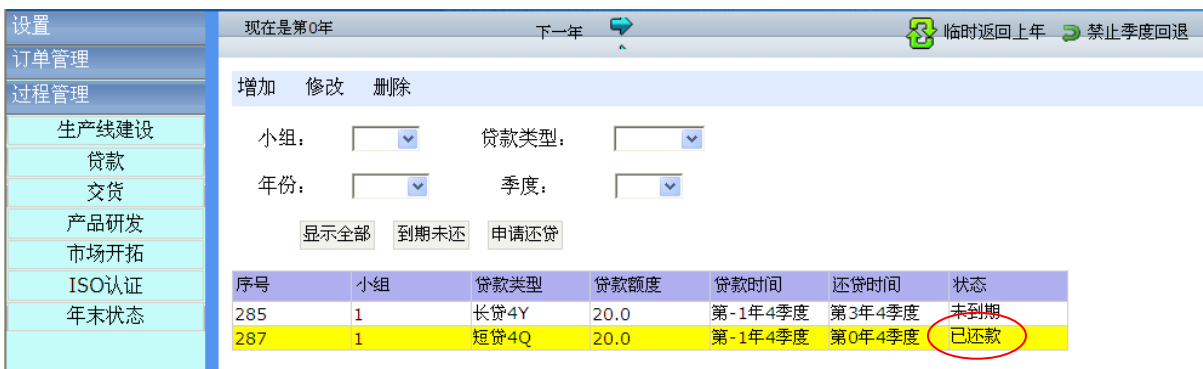 设置
订单管理
过程管理
生产线建设
贷款
交货
产品研发
市场开拓
ISO认证
年末状态
现在是第0年 下一年 临时返回上年 禁止季度回退
增加 修改 删除
小组： 贷款类型：
年份： 季度：
显示全部 到期未还 申请还贷
序号 小组 贷款类型 贷款额度 贷款时间 还贷时间 状态
285 1 长贷4Y 20.0 第-1年4季度 第3年4季度 未到期
287 1 短贷4Q 20.0 第-1年4季度 第0年4季度 已还款